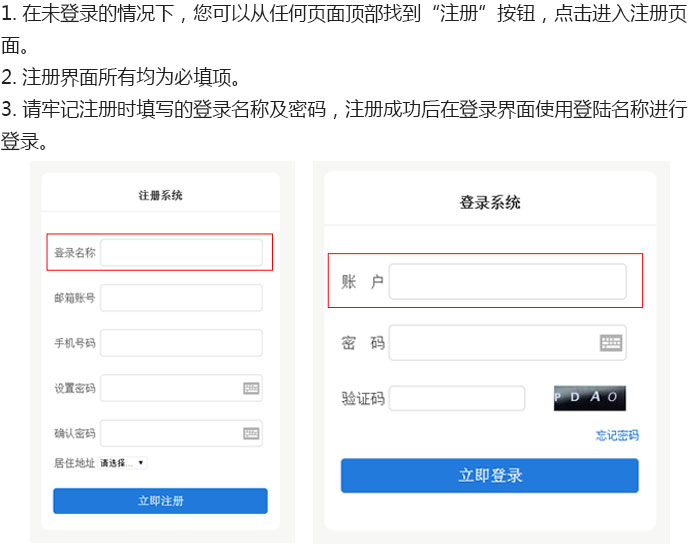 1. 在未登录的情况下，您可以从任何页面顶部找到“注册”按钮，点击进入注册页
面。
2. 注册界面所有均为必填项。
3. 请牢记注册时填写的登录名称及密码，注册成功后在登录界面使用登陆名称进行
登录。
注册系统
登录名称
邮箱账号
手机号码
设置密码
确认密码
居住地址 请选择... ▼
立即注册
登录系统
账 户
密 码
验证码 PDAO
忘记密码
立即登录